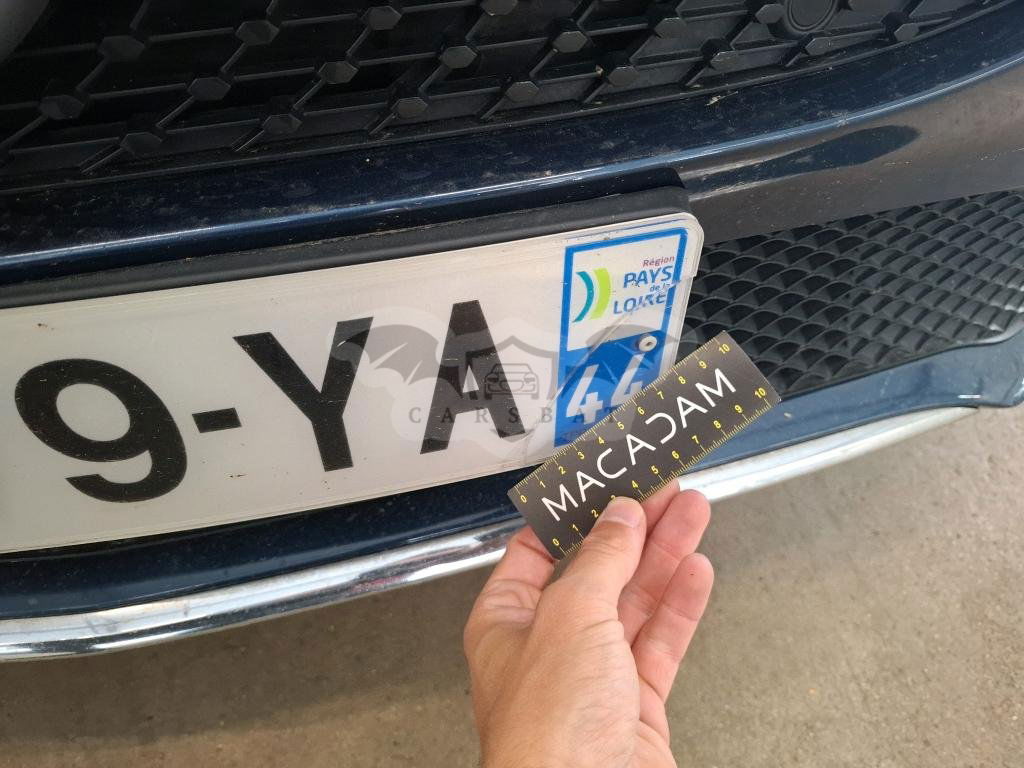 9-YA
Région
PAYS
de la
LOIRE
44
CARSBAT
0 1 2 3 4 5 6 7 8 9 10
MACADAM
0 1 2 3 4 5 6 7 8 9 10